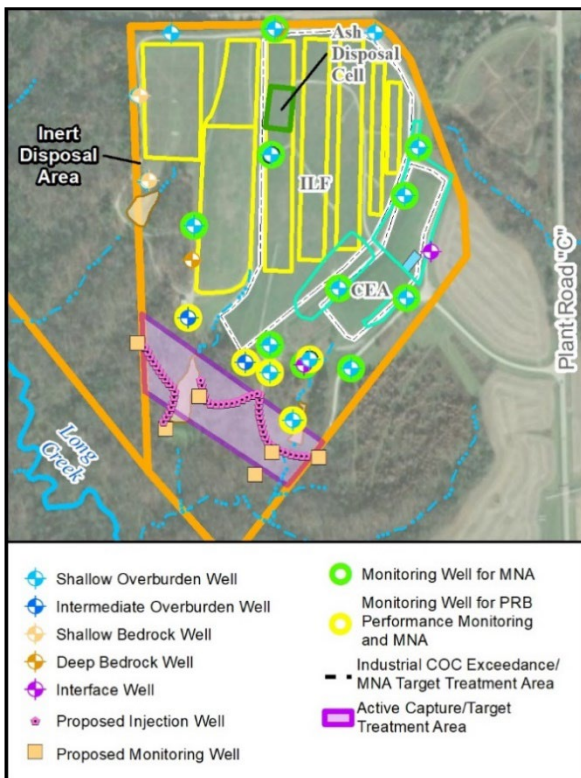 Ash
Disposal
Cell
Inert
Disposal
Area
ILF
CEA
Plant Road "C"
Long
Creek
Shallow Overburden Well
Intermediate Overburden Well
Shallow Bedrock Well
Deep Bedrock Well
Interface Well
Proposed Injection Well
Proposed Monitoring Well
Monitoring Well for MNA
Monitoring Well for PRB
Performance Monitoring
and MNA
Industrial COC Exceedance/
MNA Target Treatment Area
Active Capture/Target
Treatment Area